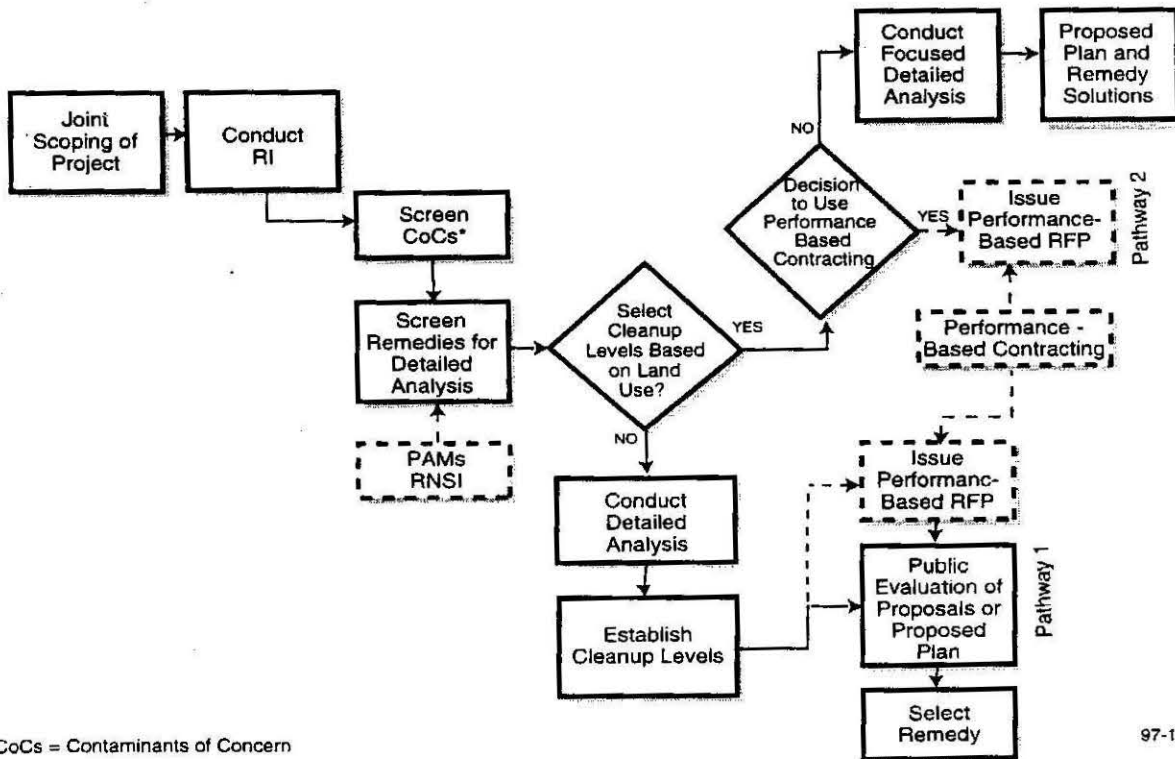 Joint
Scoping of
Project
Conduct
RI
Screen
CoCs*
Screen
Remedies for
Detailed
Analysis
PAMs
RNSI
Select
Cleanup
Levels Based
on Land
Use?
YES
NO
Decision
to Use
Performance
Based
Contracting
NO
YES
Conduct
Focused
Detailed
Analysis
Proposed
Plan and
Remedy
Solutions
Issue
Performance-
Based RFP
Pathway 2
Performance -
Based Contracting
Conduct
Detailed
Analysis
Establish
Cleanup Levels
Issue
Performanc-
Based RFP
Public
Evaluation of
Proposals or
Proposed
Plan
Pathway 1
Select
Remedy
CoCs = Contaminants of Concern
97-1